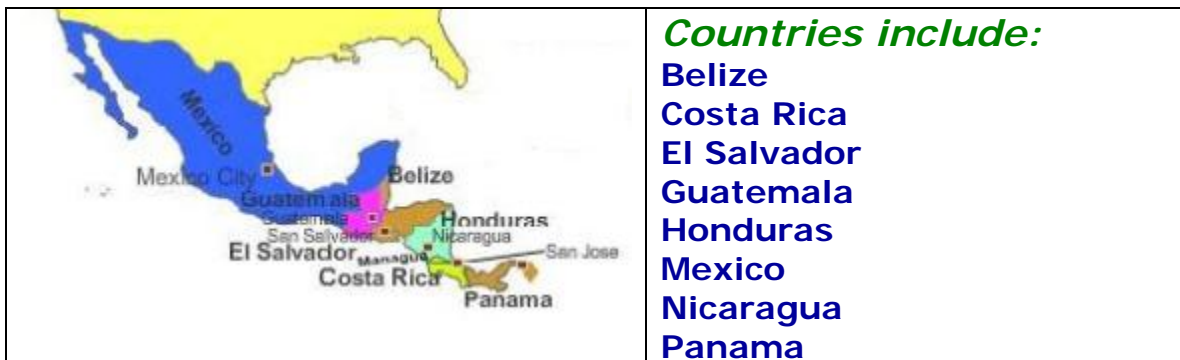 Mexico
Mexico City
Belize
Guatemala
Guatemala
Honduras
San Salvador
Nicaragua
El Salvador
Managua
San Jose
Costa Rica
Panama
Countries include:
Belize
Costa Rica
El Salvador
Guatemala
Honduras
Mexico
Nicaragua
Panama